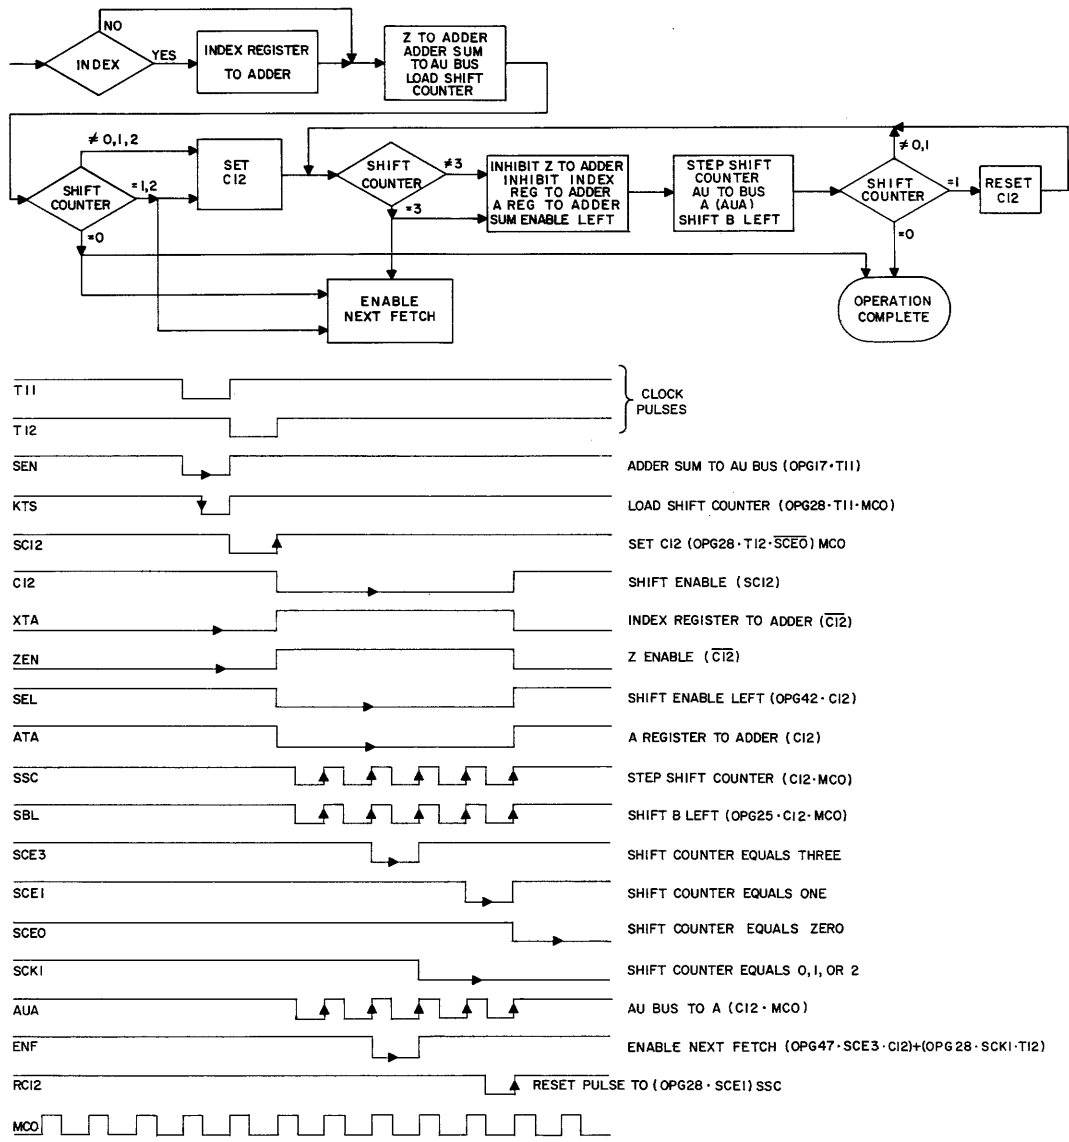 NO
INDEX
YES
INDEX REGISTER
TO ADDER
Z TO ADDER
ADDER SUM
TO AU BUS
LOAD SHIFT
COUNTER
≠ 0,1,2
SHIFT
COUNTER
=1,2
=0
SET
C12
SHIFT
COUNTER
≠3
=3
INHIBIT Z TO ADDER
INHIBIT INDEX
REG TO ADDER
A REG TO ADDER
SUM ENABLE LEFT
STEP SHIFT
COUNTER
AU TO BUS
A (AUA)
SHIFT B LEFT
≠0,1
SHIFT
COUNTER
=1
=0
RESET
C12
ENABLE
NEXT FETCH
OPERATION
COMPLETE
T11
CLOCK
PULSES
T12
SEN ADDER SUM TO AU BUS (OPG17·T11)
KTS LOAD SHIFT COUNTER (OPG28·T11·MCO)
SC12 SET C12 (OPG28·T12·S̅C̅E̅O̅) MCO
C12 SHIFT ENABLE (SC12)
XTA INDEX REGISTER TO ADDER (C̅1̅2̅)
ZEN Z ENABLE (C̅1̅2̅)
SEL SHIFT ENABLE LEFT (OPG42·C12)
ATA A REGISTER TO ADDER (C12)
SSC STEP SHIFT COUNTER (C12·MCO)
SBL SHIFT B LEFT (OPG25·C12·MCO)
SCE3 SHIFT COUNTER EQUALS THREE
SCE1 SHIFT COUNTER EQUALS ONE
SCE0 SHIFT COUNTER EQUALS ZERO
SCK1 SHIFT COUNTER EQUALS 0,1, OR 2
AUA AU BUS TO A (C12·MCO)
ENF ENABLE NEXT FETCH (OPG47·SCE3·C12)+(OPG28·SCK1·T12)
RC12 RESET PULSE TO (OPG28·SCE1) SSC
MCO